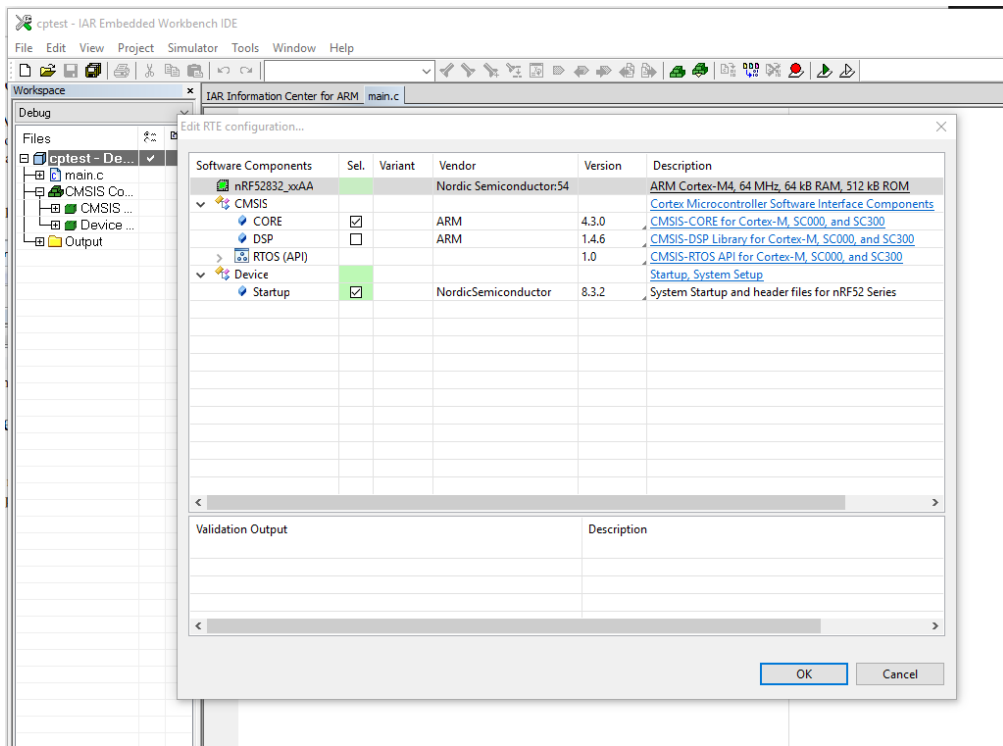 cptest - IAR Embedded Workbench IDE
File Edit View Project Simulator Tools Window Help
Workspace
IAR Information Center for ARM main.c
Debug
Files
cptest - De...
main.c
CMSIS Co...
CMSIS ...
Device ...
Output
Edit RTE configuration...
Software Components Sel. Variant Vendor Version Description
nRF52832_xxAA Nordic Semiconductor:54 ARM Cortex-M4, 64 MHz, 64 kB RAM, 512 kB ROM
CMSIS Cortex Microcontroller Software Interface Components
CORE ARM 4.3.0 CMSIS-CORE for Cortex-M, SC000, and SC300
DSP ARM 1.4.6 CMSIS-DSP Library for Cortex-M, SC000, and SC300
RTOS (API) 1.0 CMSIS-RTOS API for Cortex-M, SC000, and SC300
Device Startup, System Setup
Startup NordicSemiconductor 8.3.2 System Startup and header files for nRF52 Series
Validation Output Description
OK Cancel